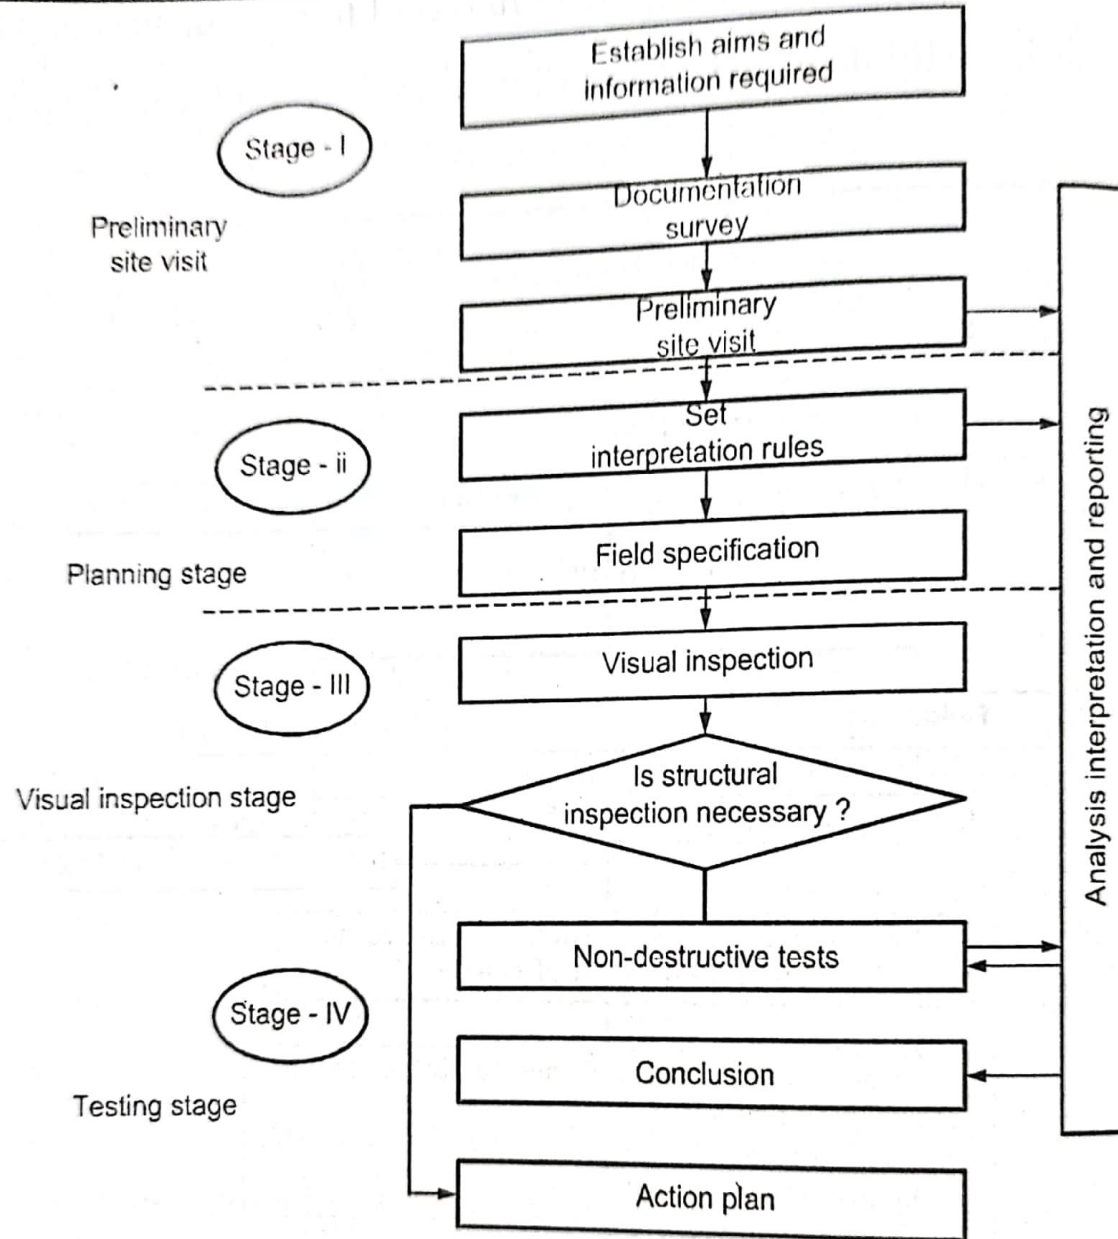 Establish aims and
information required
Stage - I
Documentation
survey
Preliminary
site visit
Preliminary
site visit
Set
interpretation rules
Stage - ii
Field specification
Planning stage
Visual inspection
Stage - III
Is structural
inspection necessary ?
Visual inspection stage
Non-destructive tests
Stage - IV
Conclusion
Testing stage
Action plan
Analysis interpretation and reporting